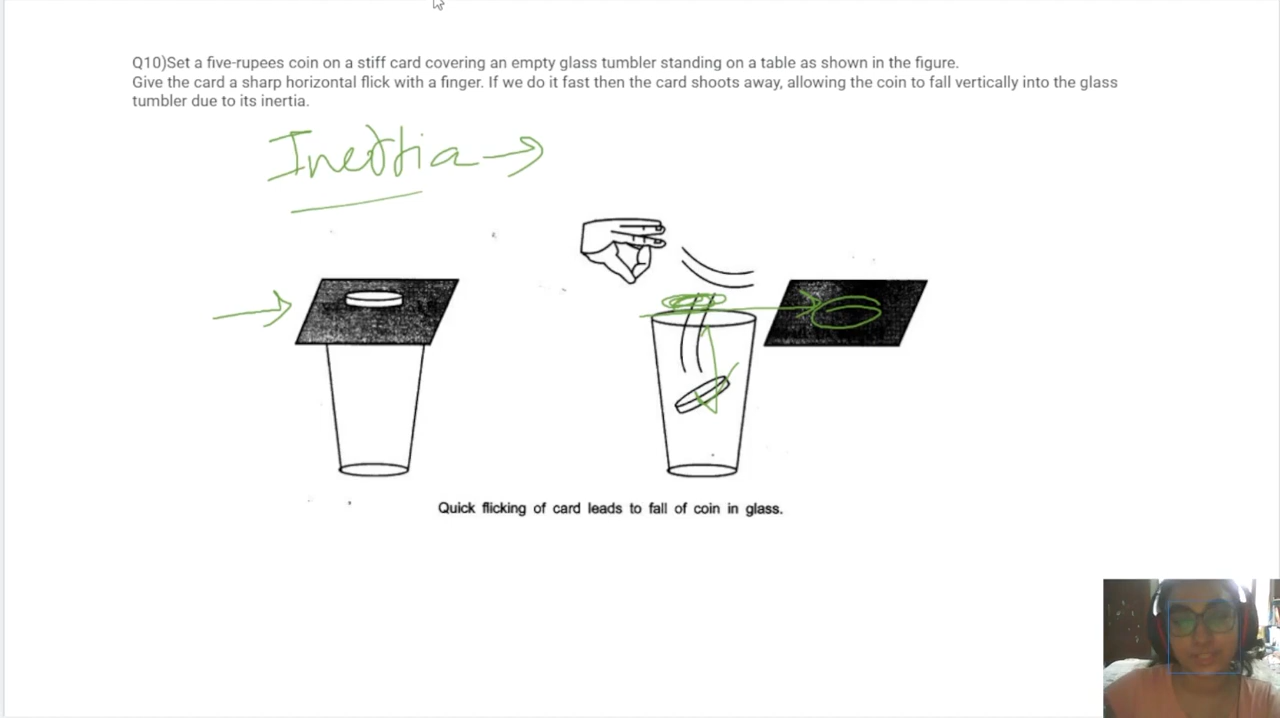 Q10)Set a five-rupees coin on a stiff card covering an empty glass tumbler standing on a table as shown in the figure.
Give the card a sharp horizontal flick with a finger. If we do it fast then the card shoots away, allowing the coin to fall vertically into the glass
tumbler due to its inertia.
Inertia →
Quick flicking of card leads to fall of coin in glass.